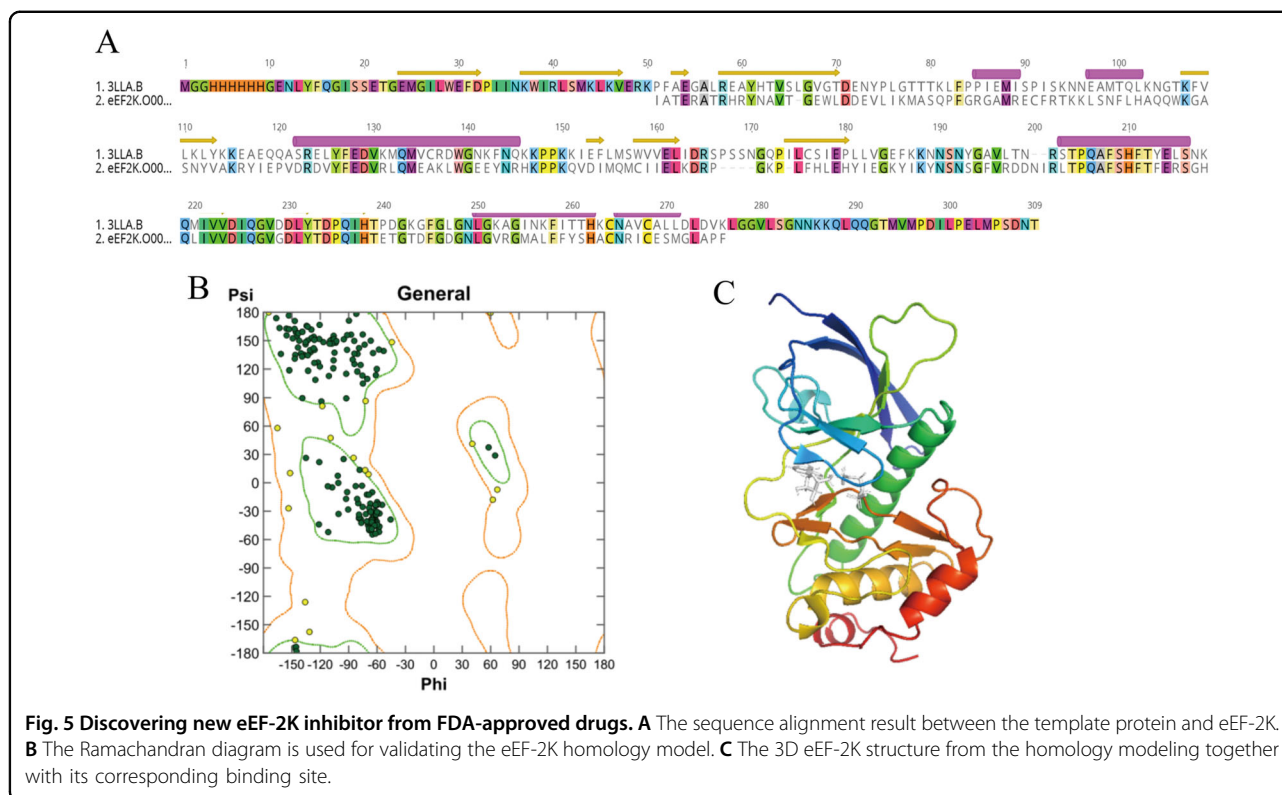 A
1 10 20 30 40 50 60 70 80 90 100
1. 3LLA.B MGGHHHHHHGENLYFQGISSETGEMGILWEFDPIINKWIRLSMKLKVERKPFAEGALREAYHTVSLGVGTDENYPLGTTTKLFPPIEMISPISKNNEAMTQLKNGTKFV
2. eEF2K.O00... IATERATRHRYNAVT-GEWLDDEVLIKMASQPFGRGAMRECFRTKKLSNFLHAQQWKGA
110 120 130 140 150 160 170 180 190 200 210
1. 3LLA.B LKLYKKEAEQQASRELYFEDVKMQMVCRDWGNKFNQKKPPKKIEFLMSWVVELIDRSPSSNGQPILCSIEPLLVGEFKKNNSNYGAVLTN--RSTPQAFSHFTYELSNK
2. eEF2K.O00... SNYVAKRYIEPVDRDVYFEDVRLQMEAKLWGEEYNRHKPPKQVDIMQMCIIELKDRP----GKPLFHLEHYIEGKYIKYNSNSGFVRDDNIRLTPQAFSHFTFERSGH
220 230 240 250 260 270 280 290 300 309
1. 3LLA.B QMIVVDIQGVDDLYTDPQIHTPDGKGFGLGNLGKAGINKFITTHKCNAVCALLDLDVKLGGVLSGNNKKQLQQGTMVMPDILPELMPSDNT
2. eEF2K.O00... QLIVVDIQGVGDLYTDPQIHTETGTDFGDGNLGVRGMALFFYSHACNRICESMGLAPF
B
Psi
General
180
150
120
90
60
30
0
-30
-60
-90
-120
-150
-180
-150 -120 -90 -60 -30 0 30 60 90 120 150 180
Phi
C
Fig. 5 Discovering new eEF-2K inhibitor from FDA-approved drugs. A The sequence alignment result between the template protein and eEF-2K.
B The Ramachandran diagram is used for validating the eEF-2K homology model. C The 3D eEF-2K structure from the homology modeling together
with its corresponding binding site.